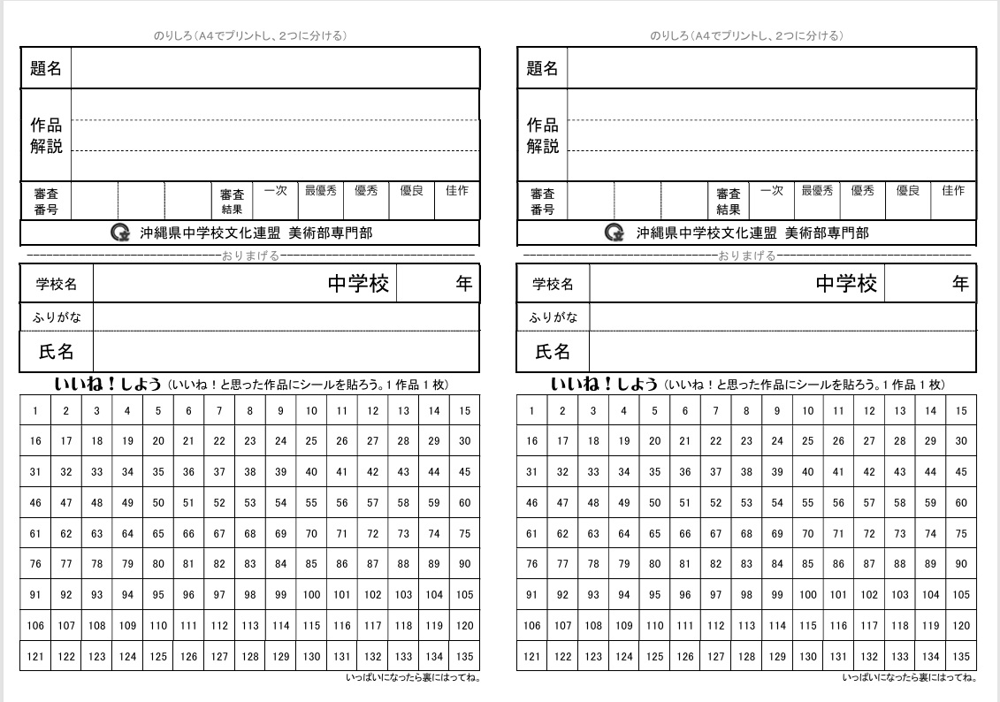 のりしろ（A4でプリントし、2つに分ける）
題名
作品
解説
審査
番号
審査
結果
一次 最優秀 優秀 優良 佳作
沖縄県中学校文化連盟 美術部専門部
おりまげる
学校名 中学校 年
ふりがな
氏名
いいね！しよう（いいね！と思った作品にシールを貼ろう。1作品1枚）
1 2 3 4 5 6 7 8 9 10 11 12 13 14 15
16 17 18 19 20 21 22 23 24 25 26 27 28 29 30
31 32 33 34 35 36 37 38 39 40 41 42 43 44 45
46 47 48 49 50 51 52 53 54 55 56 57 58 59 60
61 62 63 64 65 66 67 68 69 70 71 72 73 74 75
76 77 78 79 80 81 82 83 84 85 86 87 88 89 90
91 92 93 94 95 96 97 98 99 100 101 102 103 104 105
106 107 108 109 110 111 112 113 114 115 116 117 118 119 120
121 122 123 124 125 126 127 128 129 130 131 132 133 134 135
いっぱいになったら裏にはってね。
のりしろ（A4でプリントし、2つに分ける）
題名
作品
解説
審査
番号
審査
結果
一次 最優秀 優秀 優良 佳作
沖縄県中学校文化連盟 美術部専門部
おりまげる
学校名 中学校 年
ふりがな
氏名
いいね！しよう（いいね！と思った作品にシールを貼ろう。1作品1枚）
1 2 3 4 5 6 7 8 9 10 11 12 13 14 15
16 17 18 19 20 21 22 23 24 25 26 27 28 29 30
31 32 33 34 35 36 37 38 39 40 41 42 43 44 45
46 47 48 49 50 51 52 53 54 55 56 57 58 59 60
61 62 63 64 65 66 67 68 69 70 71 72 73 74 75
76 77 78 79 80 81 82 83 84 85 86 87 88 89 90
91 92 93 94 95 96 97 98 99 100 101 102 103 104 105
106 107 108 109 110 111 112 113 114 115 116 117 118 119 120
121 122 123 124 125 126 127 128 129 130 131 132 133 134 135
いっぱいになったら裏にはってね。